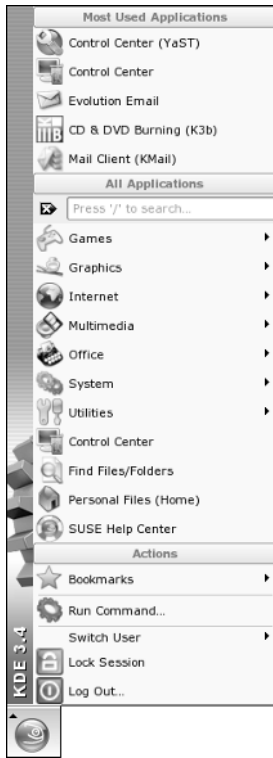 Most Used Applications
Control Center (YaST)
Control Center
Evolution Email
CD & DVD Burning (K3b)
Mail Client (KMail)
All Applications
Press '/' to search...
Games
Graphics
Internet
Multimedia
Office
System
Utilities
Control Center
Find Files/Folders
Personal Files (Home)
SUSE Help Center
Actions
Bookmarks
Run Command...
Switch User
Lock Session
Log Out...
KDE 3.4